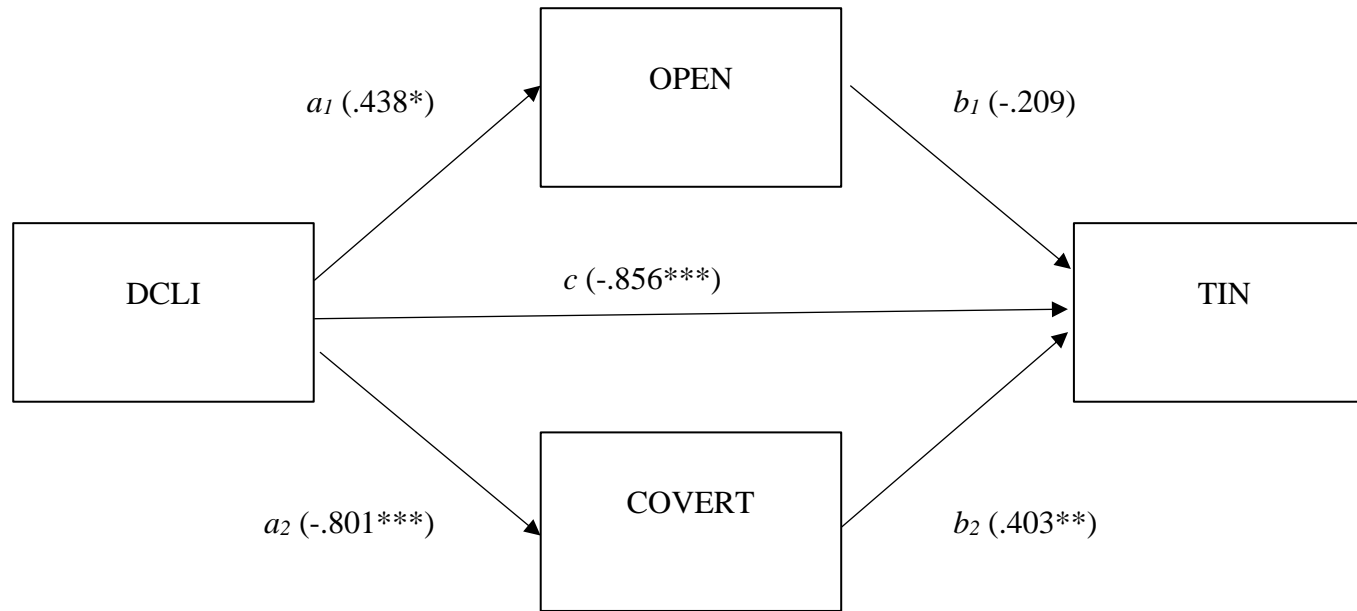 OPEN
a1 (.438*)
b1 (-.209)
DCLI
c (-.856***)
TIN
COVERT
a2 (-.801***)
b2 (.403**)